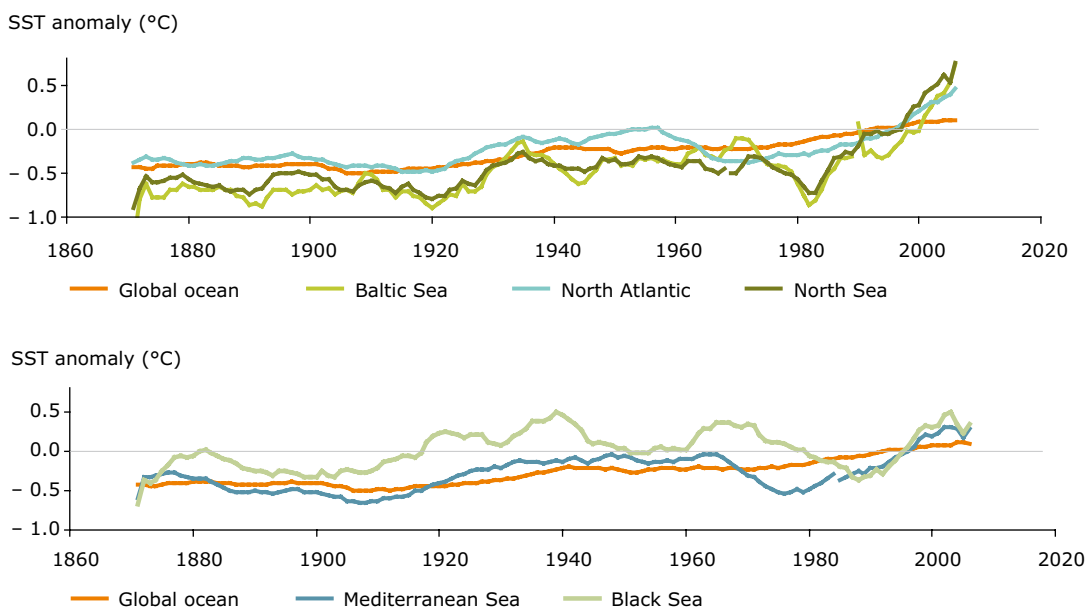 SST anomaly (°C)
0.5
0.0
– 0.5
– 1.0
1860 1880 1900 1920 1940 1960 1980 2000 2020
Global ocean Baltic Sea North Atlantic North Sea
SST anomaly (°C)
0.5
0.0
– 0.5
– 1.0
1860 1880 1900 1920 1940 1960 1980 2000 2020
Global ocean Mediterranean Sea Black Sea